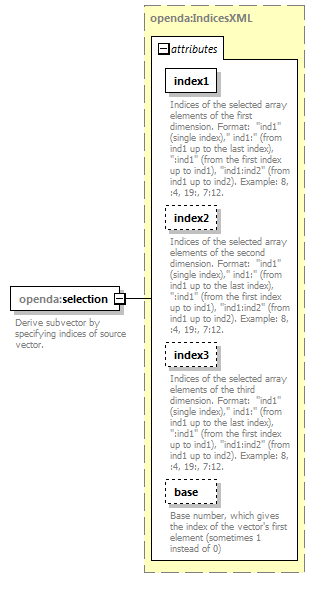 openda:IndicesXML
attributes
index1
Indices of the selected array
elements of the first
dimension. Format:  "ind1"
(single index)," ind1:" (from
ind1 up to the last index),
":ind1" (from the first index
up to ind1), "ind1:ind2" (from
ind1 up to ind2). Example: 8,
:4, 19:, 7:12.
index2
Indices of the selected array
elements of the second
dimension. Format:  "ind1"
(single index)," ind1:" (from
ind1 up to the last index),
":ind1" (from the first index
up to ind1), "ind1:ind2" (from
ind1 up to ind2). Example: 8,
:4, 19:, 7:12.
openda:selection
Derive subvector by
specifying indices of source
vector.
index3
Indices of the selected array
elements of the third
dimension. Format:  "ind1"
(single index)," ind1:" (from
ind1 up to the last index),
":ind1" (from the first index
up to ind1), "ind1:ind2" (from
ind1 up to ind2). Example: 8,
:4, 19:, 7:12.
base
Base number, which gives
the index of the vector's first
element (sometimes 1
instead of 0)